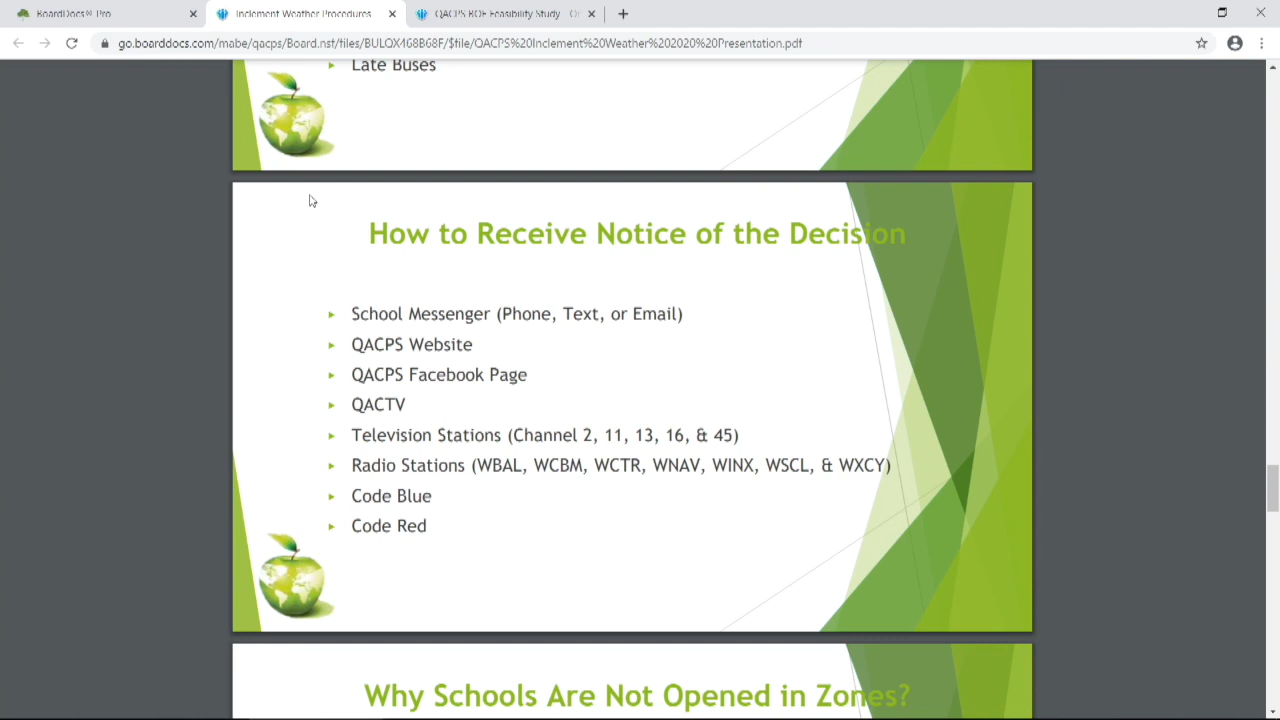 BoardDocs® Pro
Inclement Weather Procedures
QACPS BOE Feasibility Study - Or
go.boarddocs.com/mabe/qacps/Board.nsf/files/BULQX468B68F/$file/QACPS%20Inclement%20Weather%202020%20Presentation.pdf
Late Buses
How to Receive Notice of the Decision
School Messenger (Phone, Text, or Email)
QACPS Website
QACPS Facebook Page
QACTV
Television Stations (Channel 2, 11, 13, 16, & 45)
Radio Stations (WBAL, WCBM, WCTR, WNAV, WINX, WSCL, & WXCY)
Code Blue
Code Red
Why Schools Are Not Opened in Zones?